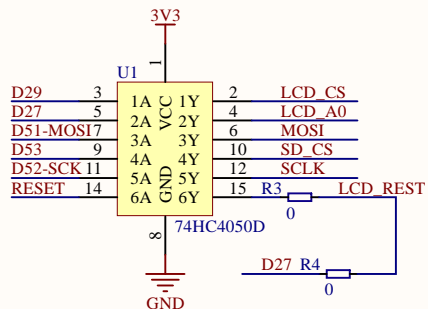 3V3
1
U1
D29 3 1A 1Y 2 LCD_CS
D27 5 2A VCC 2Y 4 LCD_A0
D51-MOSI 7 3A 3Y 6 MOSI
D53 9 4A 4Y 10 SD_CS
D52-SCK 11 5A GND 5Y 12 SCLK
RESET 14 6A 6Y 15 R3 LCD_REST
0
74HC4050D
8
D27 R4
0
GND